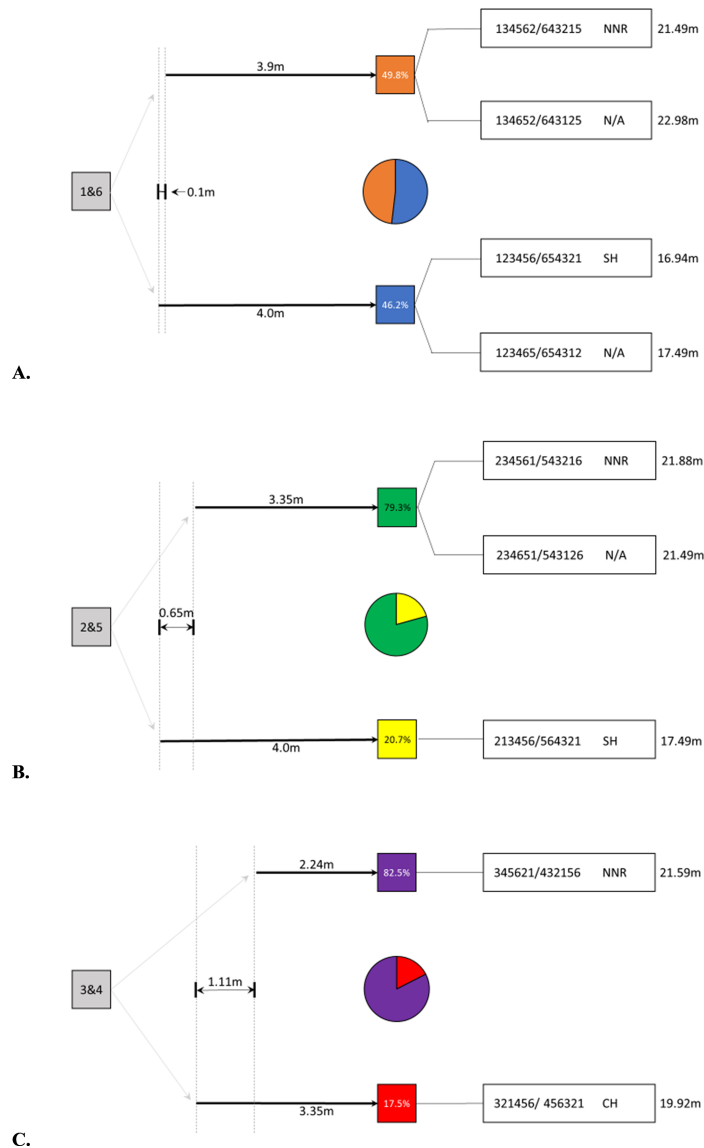 134562/643215 NNR 21.49m
3.9m
49.8%
134652/643125 N/A 22.98m
1&6
0.1m
123456/654321 SH 16.94m
46.2%
4.0m
123465/654312 N/A 17.49m
A.
234561/543216 NNR 21.88m
3.35m
79.3%
234651/543126 N/A 21.49m
0.65m
2&5
213456/564321 SH 17.49m
20.7%
4.0m
B.
2.24m
82.5%
345621/432156 NNR 21.59m
1.11m
3&4
17.5%
321456/ 456321 CH 19.92m
3.35m
C.